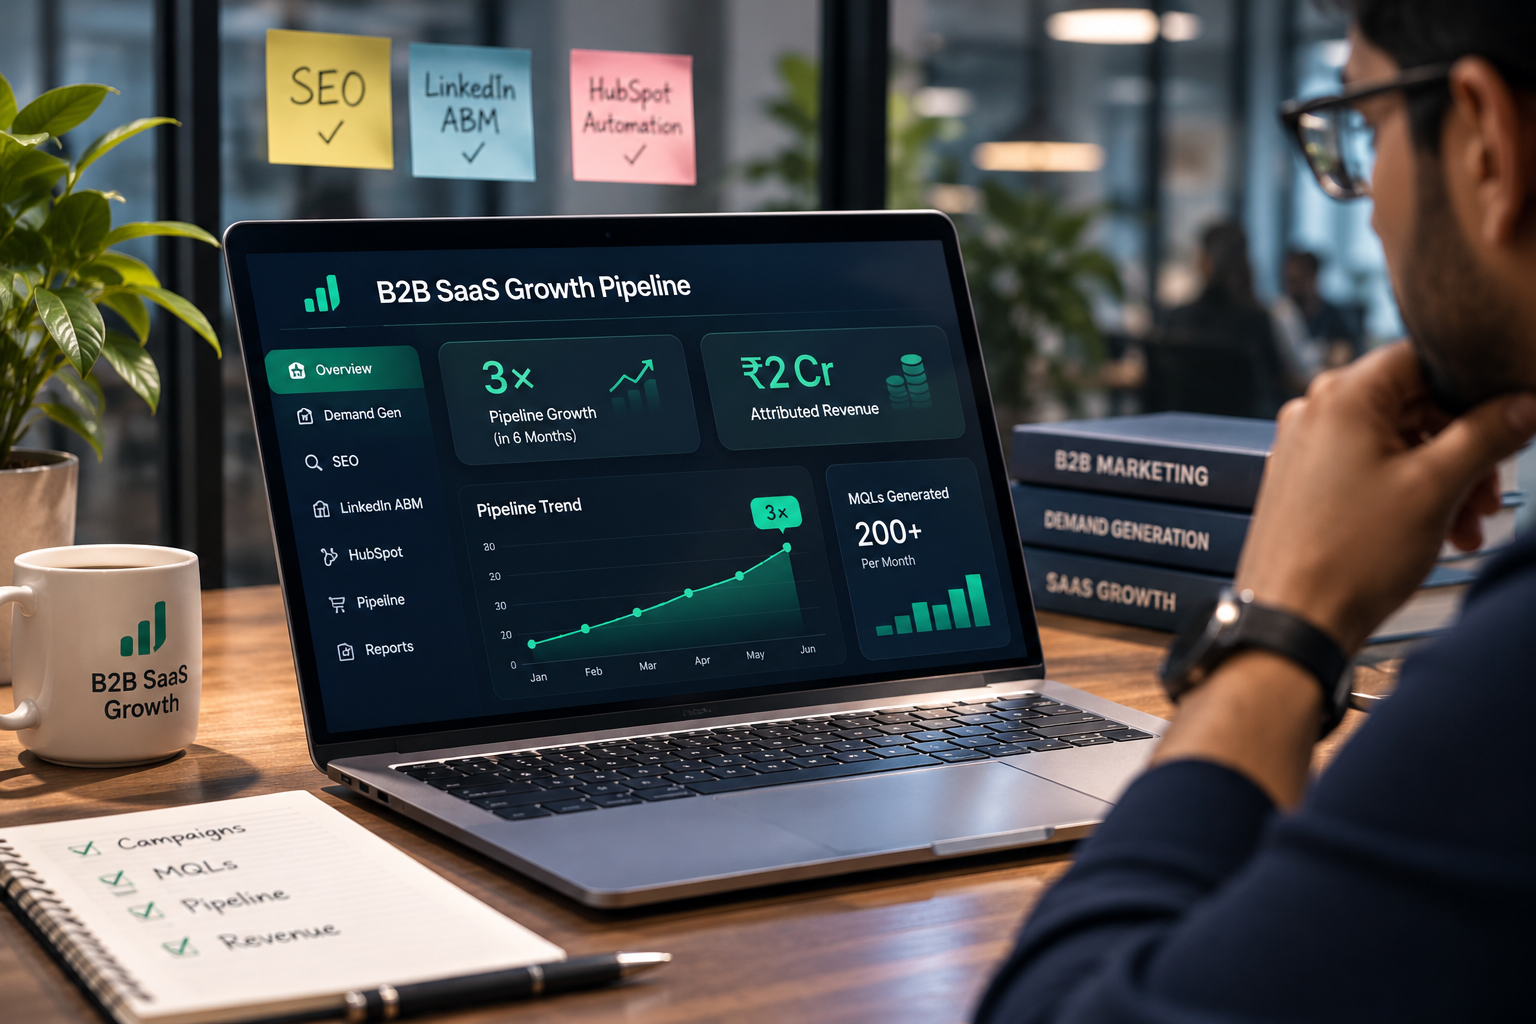 SEO
LinkedIn
ABM
HubSpot
Automation
B2B SaaS Growth Pipeline
Overview
Demand Gen
SEO
LinkedIn ABM
HubSpot
Pipeilne
Reports
3×
Pipeline Growth
(in 6 Months)
₹2 Cr
Attributed Revenue
Pipeline Trend
3×
30
20
30
20
0
Jan
Feb
Mar
Apr
May
Jun
MQLs Generated
200+
Per Month
B2B MARKETING
DEMAND GENERATION
SAAS GROWTH
B2B SaaS
Growth
Campaigns
MQLs
Pipeline
Revenue